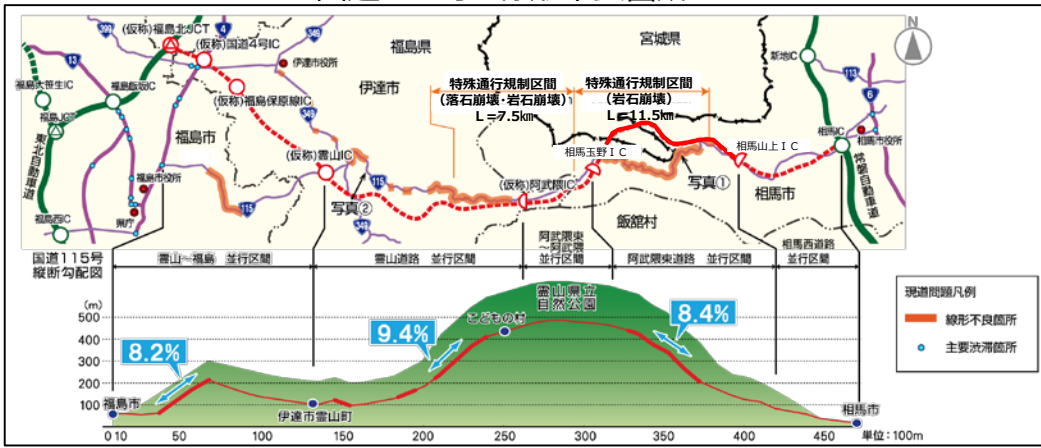 (仮称)福島北JCT
(仮称)国道4号IC
399
4
349
福島県
宮城県
N
新地IC
13
伊達市役所
伊達市
特殊通行規制区間
(落石崩壊・岩石崩壊)
L=7.5㎞
特殊通行規制区間
(岩石崩壊)
L=11.5㎞
113
6
福島大笹生IC
福島飯坂IC
(仮称)福島保原線IC
349
福島JCT
福島市
相馬玉野IC
相馬山上IC
相馬IC
相馬市役所
東北自動車道
(仮称)霊山IC
115
(仮称)阿武隈IC
写真①
相馬市
常磐自動車道
福島市役所
115
写真②
349
県庁
飯舘村
福島西IC
国道115号
縦断勾配図
霊山~福島 並行区間
霊山道路 並行区間
阿武隈東
~阿武隈
並行区間
阿武隈東道路 並行区間
相馬西道路
並行区間
(m)
500
400
300
200
100
8.2%
9.4%
8.4%
霊山県立
自然公園
こどもの村
福島市
伊達市霊山町
相馬市
0 10 50 100 150 200 250 300 350 400 450 単位:100m
現道問題凡例
線形不良箇所
主要渋滞箇所